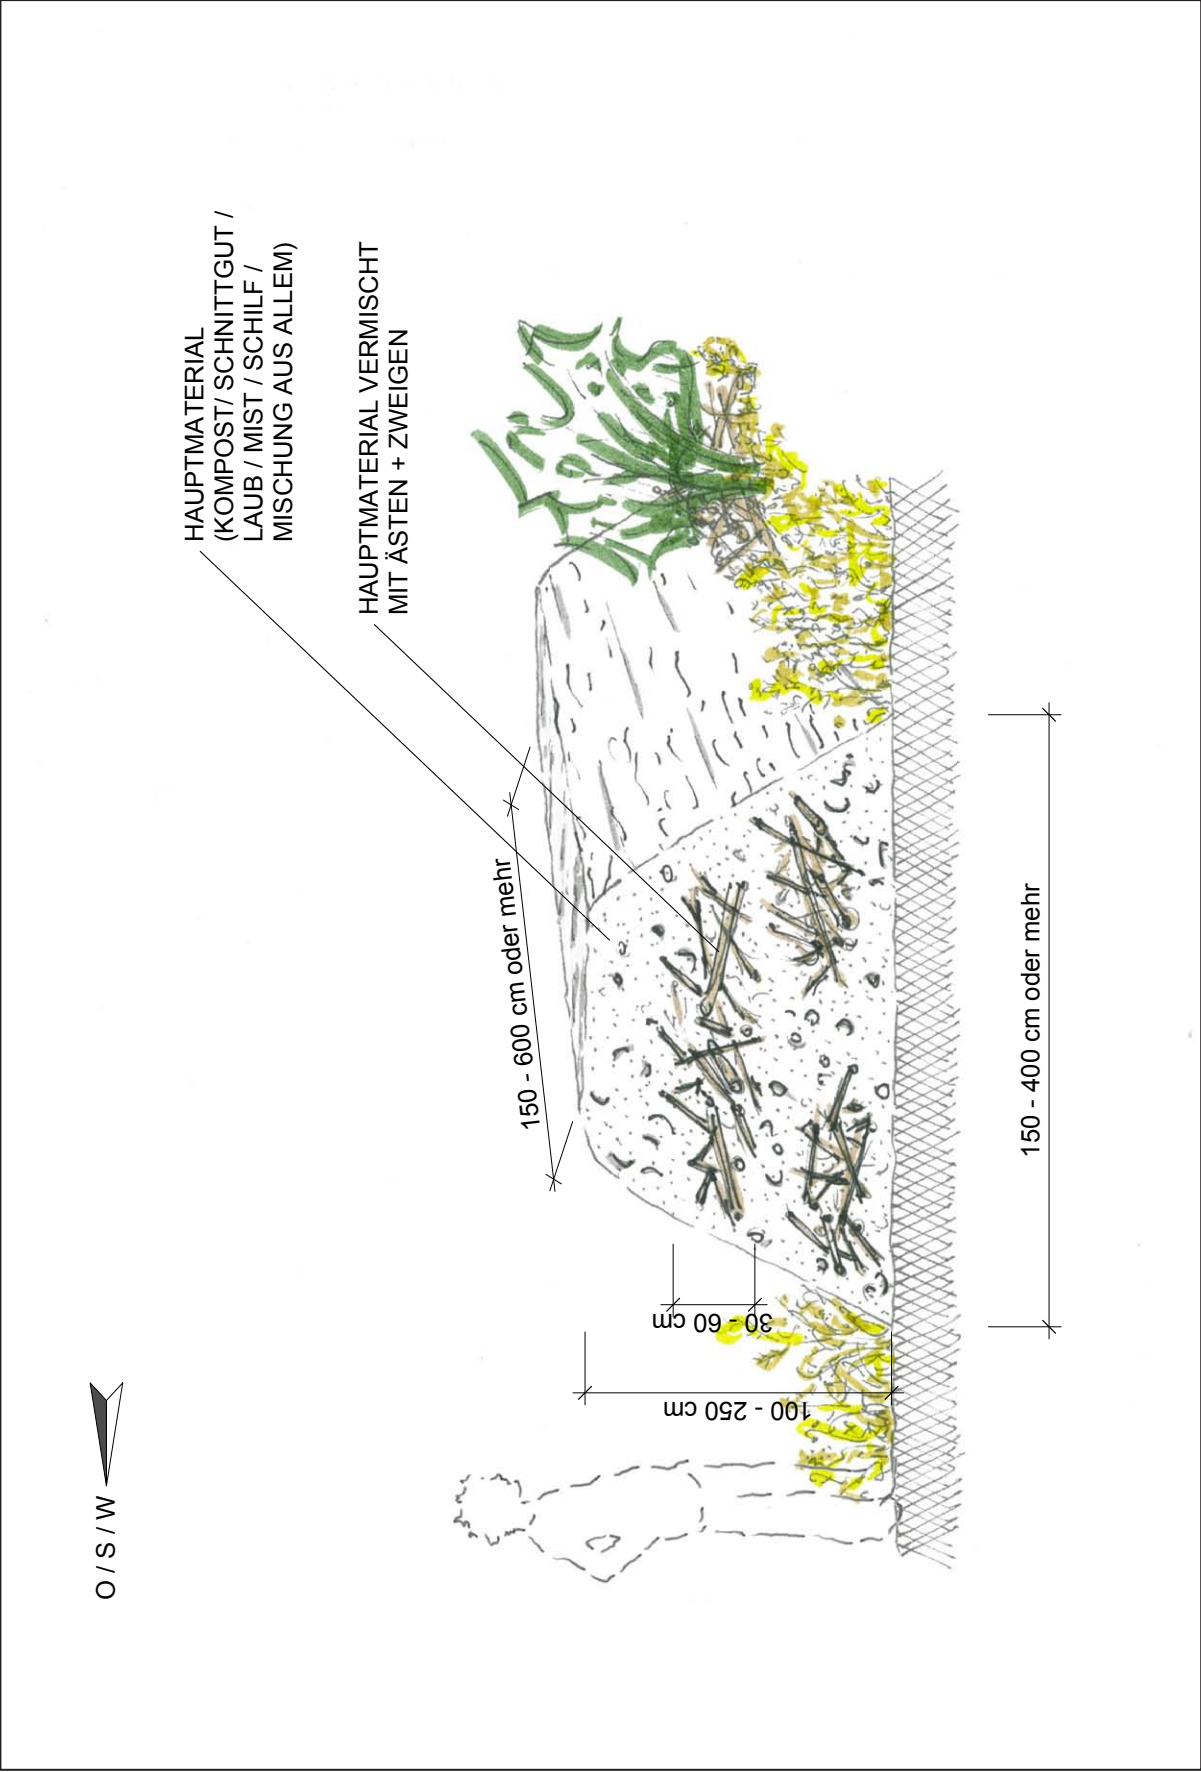 O / S / W
HAUPTMATERIAL
(KOMPOST/ SCHNITTGUT /
LAUB / MIST / SCHILF /
MISCHUNG AUS ALLEM)
HAUPTMATERIAL VERMISCHT
MIT ÄSTEN + ZWEIGEN
150 - 600 cm oder mehr
30 - 60 cm
100 - 250 cm
150 - 400 cm oder mehr